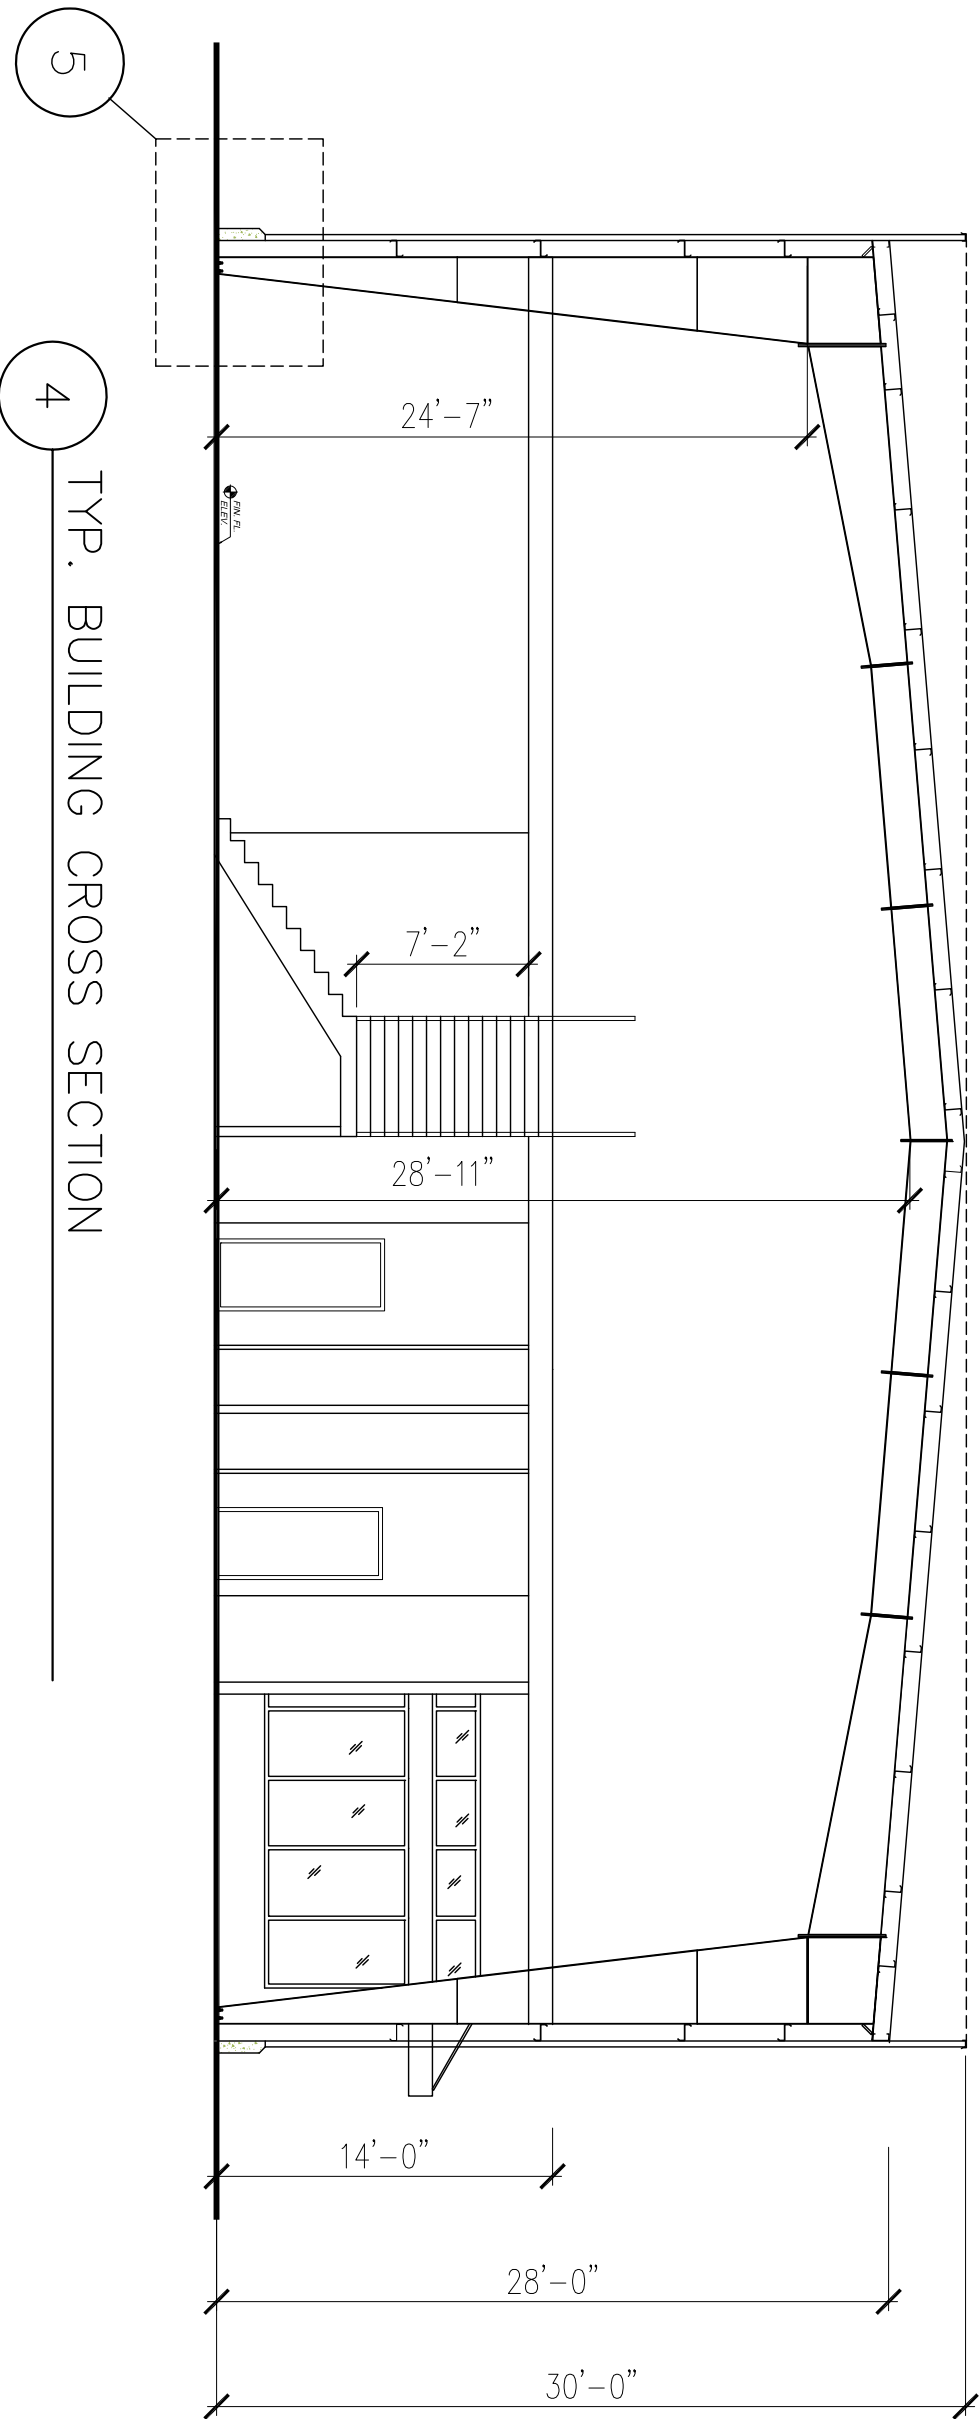 5
24'-7"
FIN. FL.
ELEV.
7'-2"
28'-11"
14'-0"
28'-0"
30'-0"
4
TYP. BUILDING CROSS SECTION